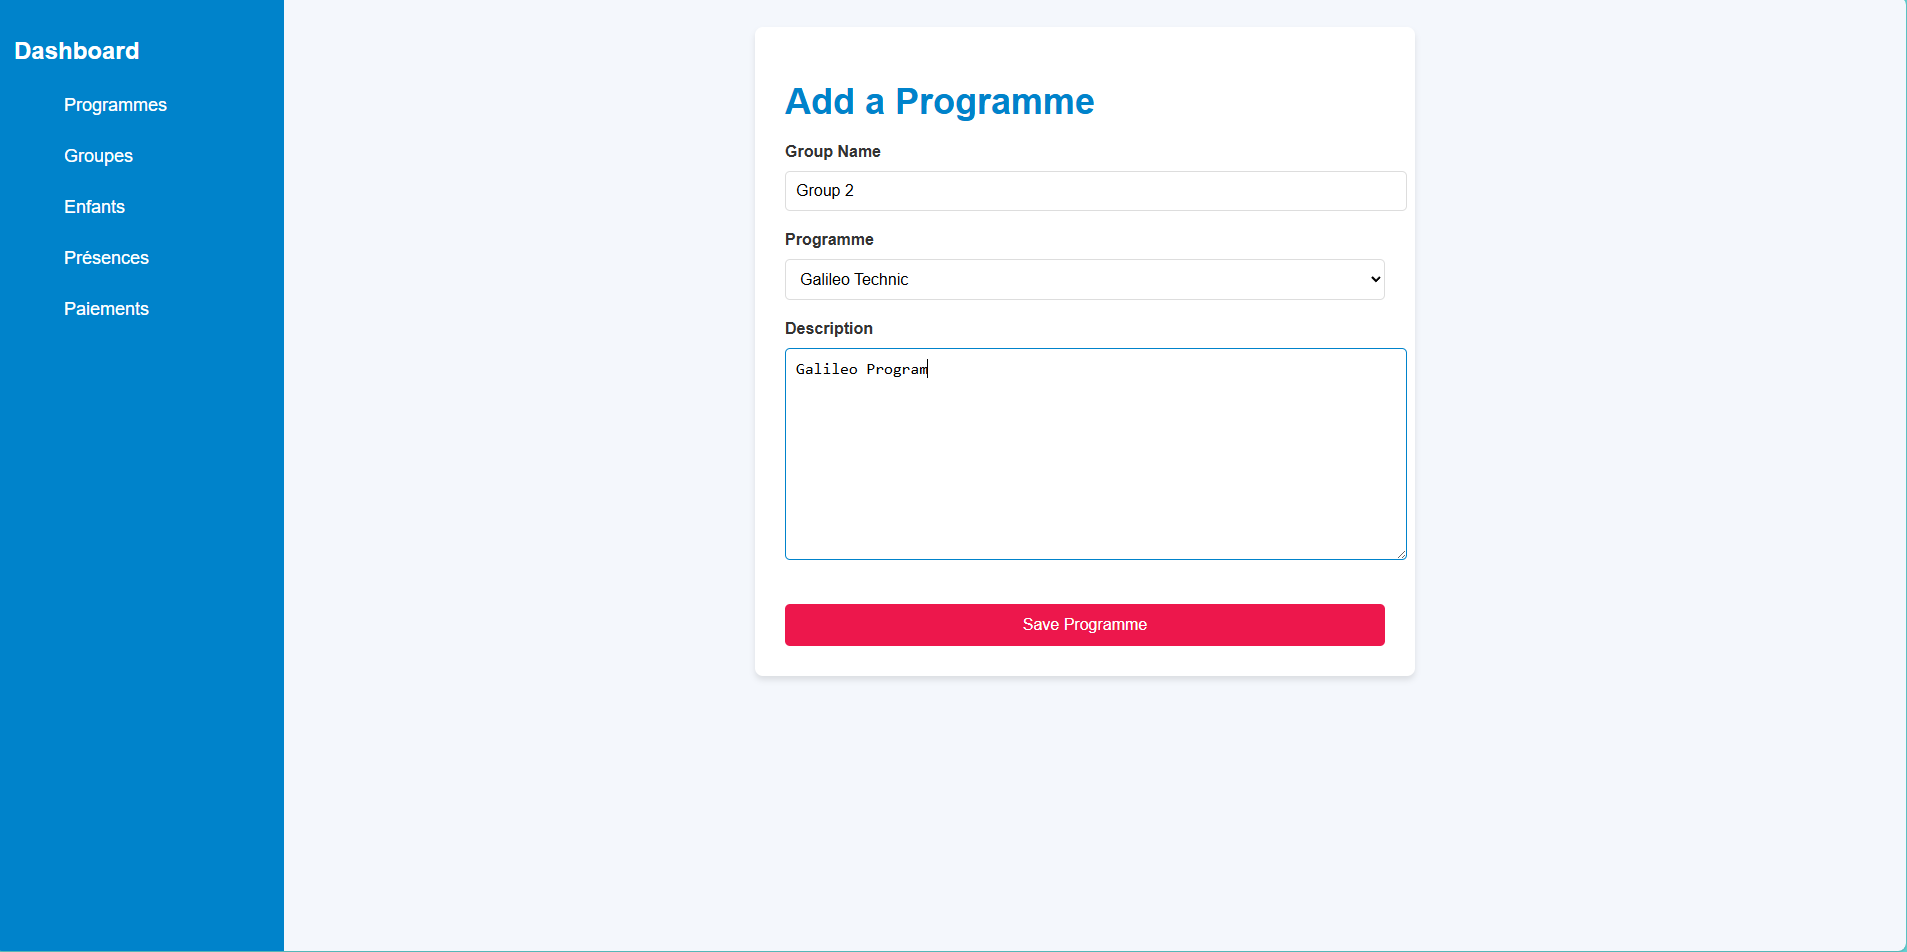 Dashboard
Programmes
Groupes
Enfants
Présences
Paiements
Add a Programme
Group Name
Group 2
Programme
Galileo Technic
Description
Galileo Program
Save Programme